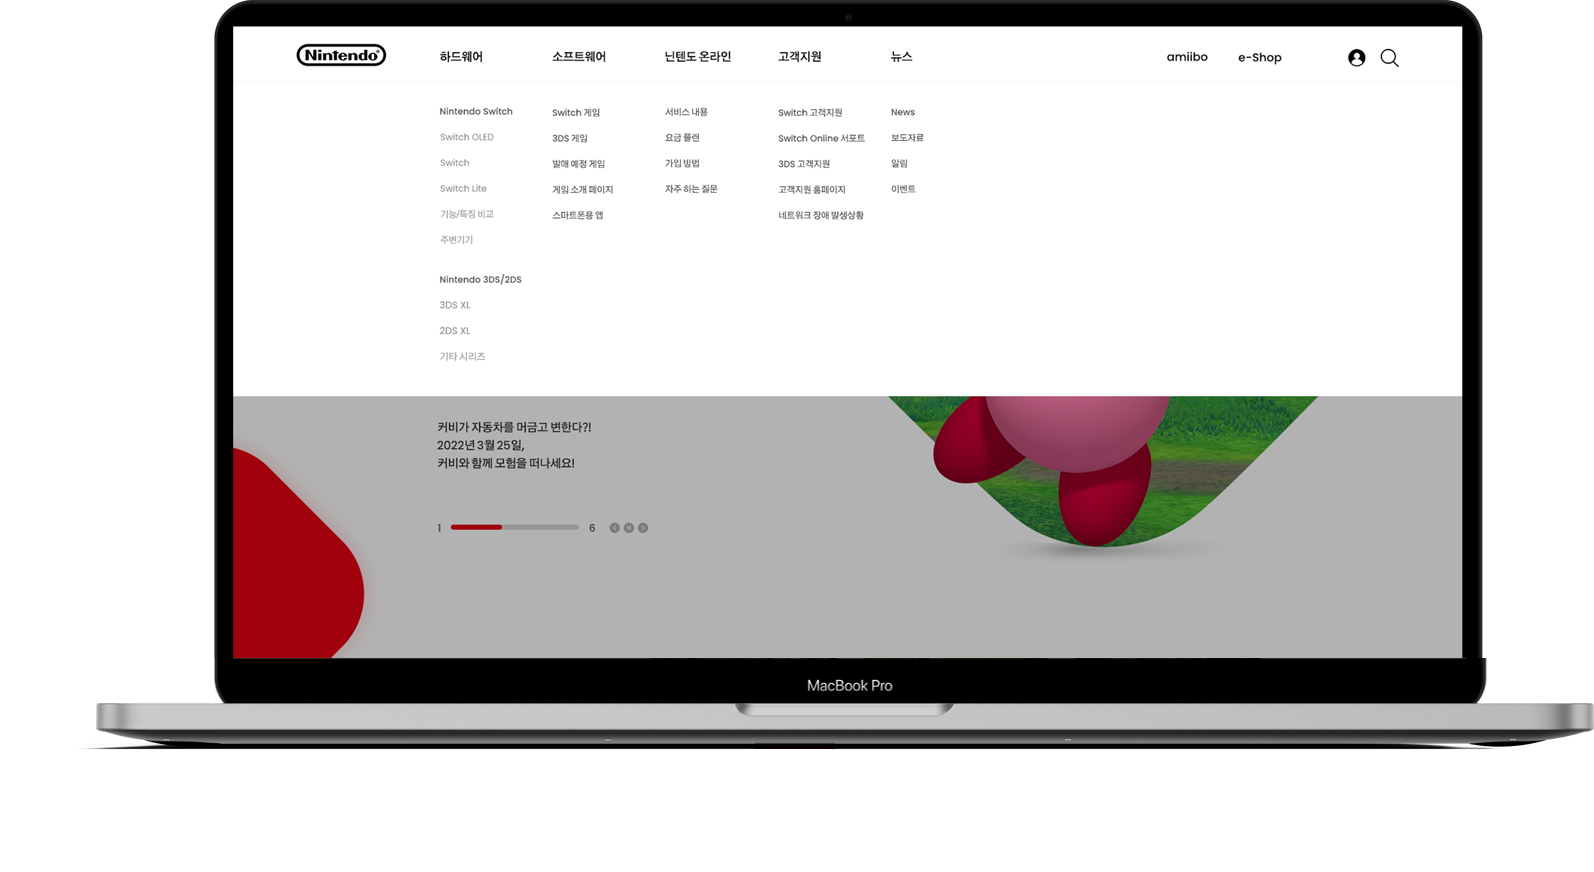 Nintendo
하드웨어
소프트웨어
닌텐도 온라인
고객지원
뉴스
amiibo
e-Shop
Nintendo Switch
Switch OLED
Switch
Switch Lite
기능/특징 비교
주변기기
Nintendo 3DS/2DS
3DS XL
2DS XL
기타 시리즈
Switch 게임
3DS 게임
발매 예정 게임
게임 소개 페이지
스마트폰용 앱
서비스 내용
요금 플랜
가입 방법
자주 하는 질문
Switch 고객지원
Switch Online 서포트
3DS 고객지원
고객지원 홈페이지
네트워크 장애 발생상황
News
보도자료
알림
이벤트
커비가 자동차를 머금고 변한다?!
2022년 3월 25일,
커비와 함께 모험을 떠나세요!
1
6
MacBook Pro